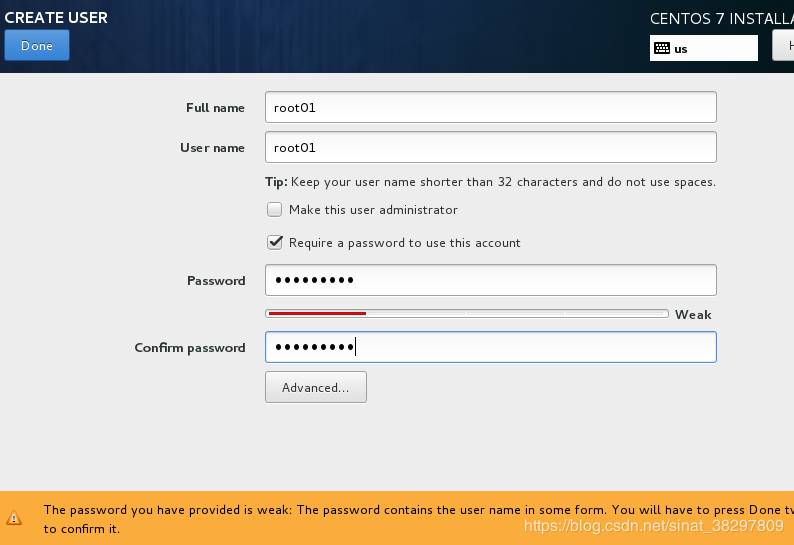 CREATE USER
CENTOS 7 INSTALLA
Done
us
H
Full name
root01
User name
root01
Tip: Keep your user name shorter than 32 characters and do not use spaces.
Make this user administrator
Require a password to use this account
Password
•••••••••
Weak
Confirm password
•••••••••
Advanced...
The password you have provided is weak: The password contains the user name in some form. You will have to press Done tw
to confirm it.
https://blog.csdn.net/sinat_38297809